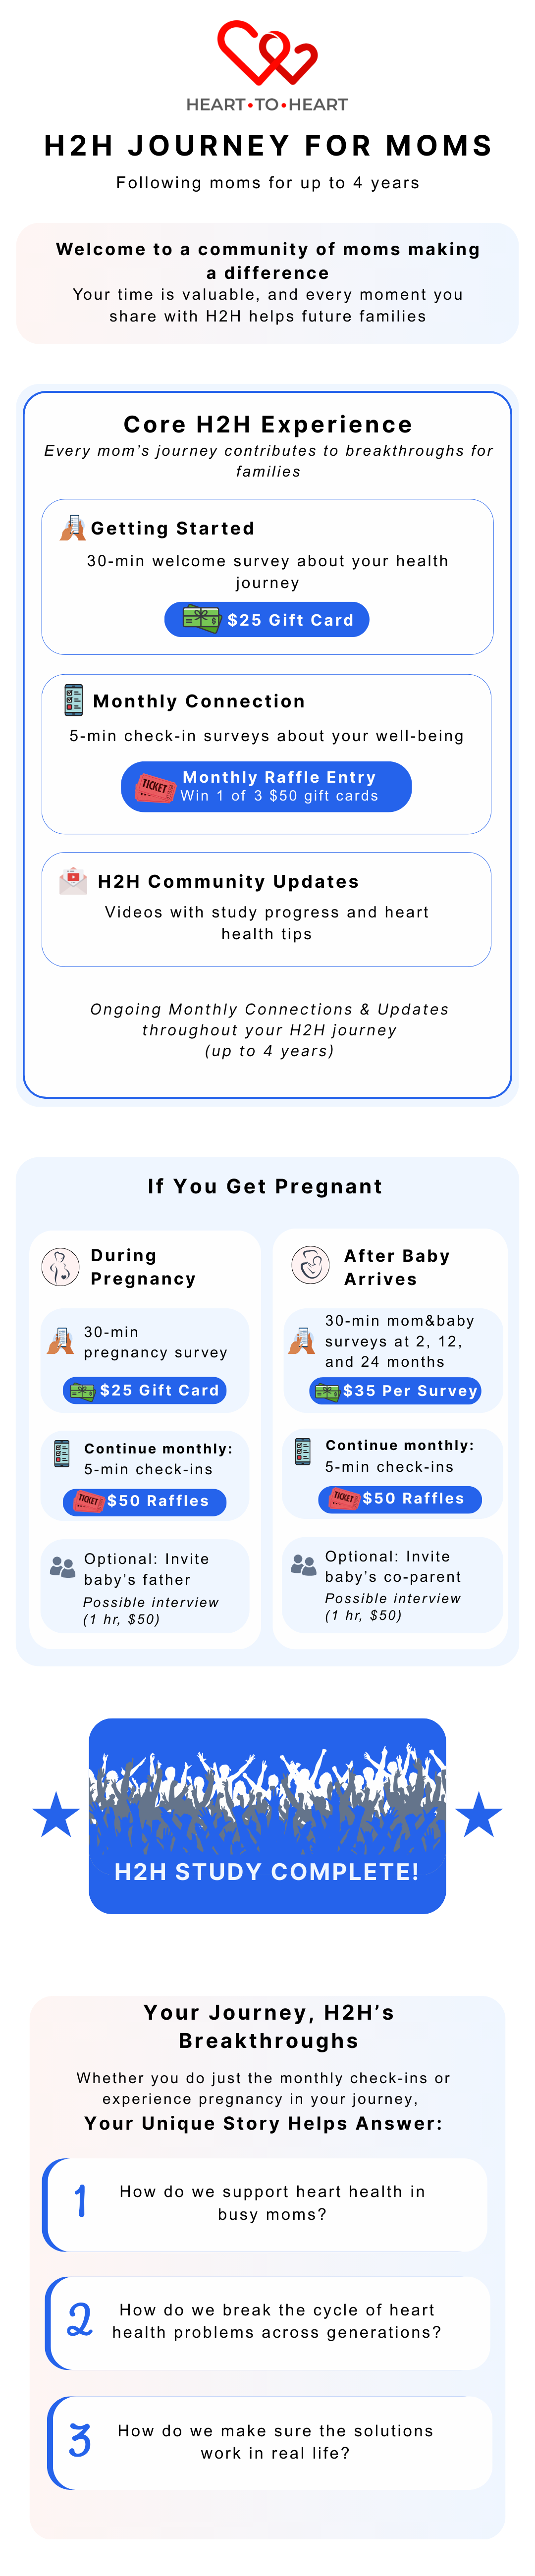 HEART•TO•HEART
H2H JOURNEY FOR MOMS
Following moms for up to 4 years
Welcome to a community of moms making
a difference
Your time is valuable, and every moment you
share with H2H helps future families
Core H2H Experience
Every mom's journey contributes to breakthroughs for
families
Getting Started
30-min welcome survey about your health
journey
$25 Gift Card
Monthly Connection
5-min check-in surveys about your well-being
TICKET
Monthly Raffle Entry
Win 1 of 3 $50 gift cards
H2H Community Updates
Videos with study progress and heart
health tips
Ongoing Monthly Connections & Updates
throughout your H2H journey
(up to 4 years)
If You Get Pregnant
During
Pregnancy
30-min
pregnancy survey
$25 Gift Card
Continue monthly:
5-min check-ins
TICKET
$50 Raffles
Optional: Invite
baby's father
Possible interview
(1 hr, $50)
After Baby
Arrives
30-min mom&baby
surveys at 2, 12,
and 24 months
$35 Per Survey
Continue monthly:
5-min check-ins
TICKET
$50 Raffles
Optional: Invite
baby's co-parent
Possible interview
(1 hr, $50)
H2H STUDY COMPLETE!
Your Journey, H2H's
Breakthroughs
Whether you do just the monthly check-ins or
experience pregnancy in your journey,
Your Unique Story Helps Answer:
1
How do we support heart health in
busy moms?
2
How do we break the cycle of heart
health problems across generations?
3
How do we make sure the solutions
work in real life?